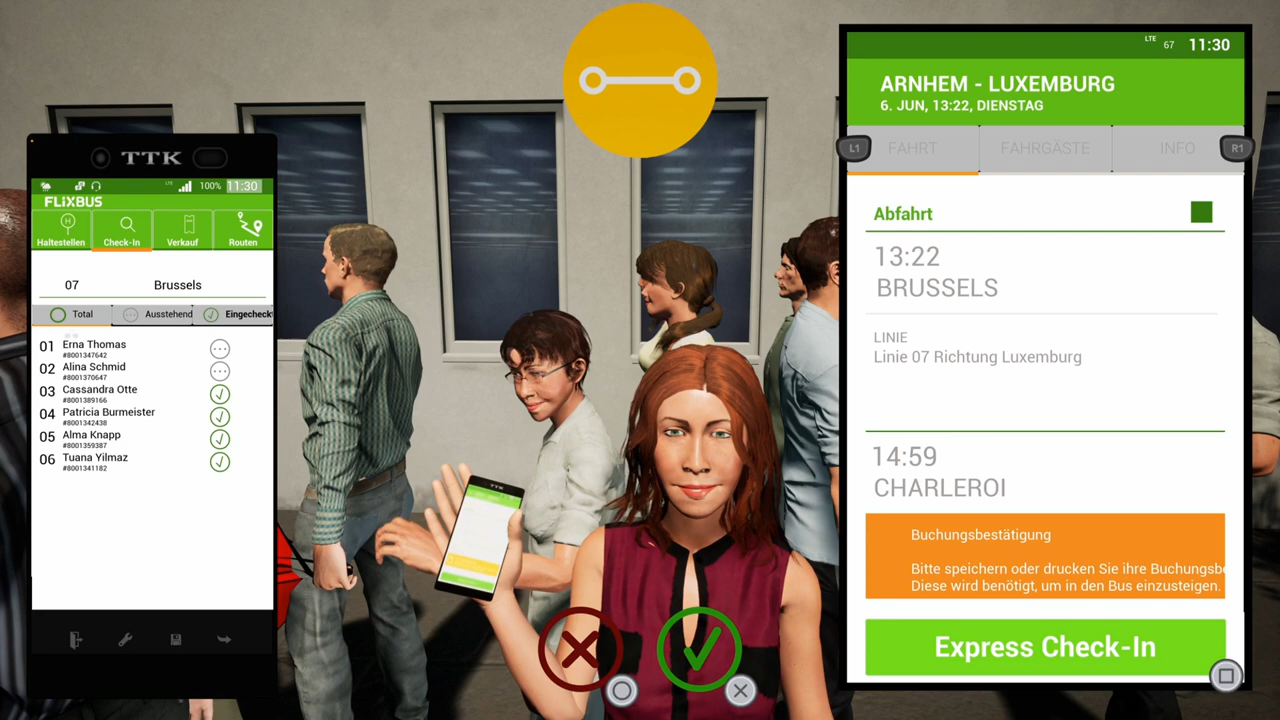 TTK
LTE 100% 11:30
FLiXBUS
Haltestellen Check-In Verkauf Routen
07 Brussels
Total Ausstehend Eingecheckt
01 Erna Thomas
#8001347642
02 Alina Schmid
#8001370647
03 Cassandra Otte
#8001389166
04 Patricia Burmeister
#8001342438
05 Alma Knapp
#8001359387
06 Tuana Yilmaz
#8001341182
TTK
LTE 67 11:30
ARNHEM - LUXEMBURG
6. JUN, 13:22, DIENSTAG
L1 FAHRT FAHRGÄSTE INFO R1
Abfahrt
13:22
BRUSSELS
LINIE
Linie 07 Richtung Luxemburg
14:59
CHARLEROI
Buchungsbestätigung
Bitte speichern oder drucken Sie ihre Buchungsbe
Diese wird benötigt, um in den Bus einzusteigen.
Express Check-In